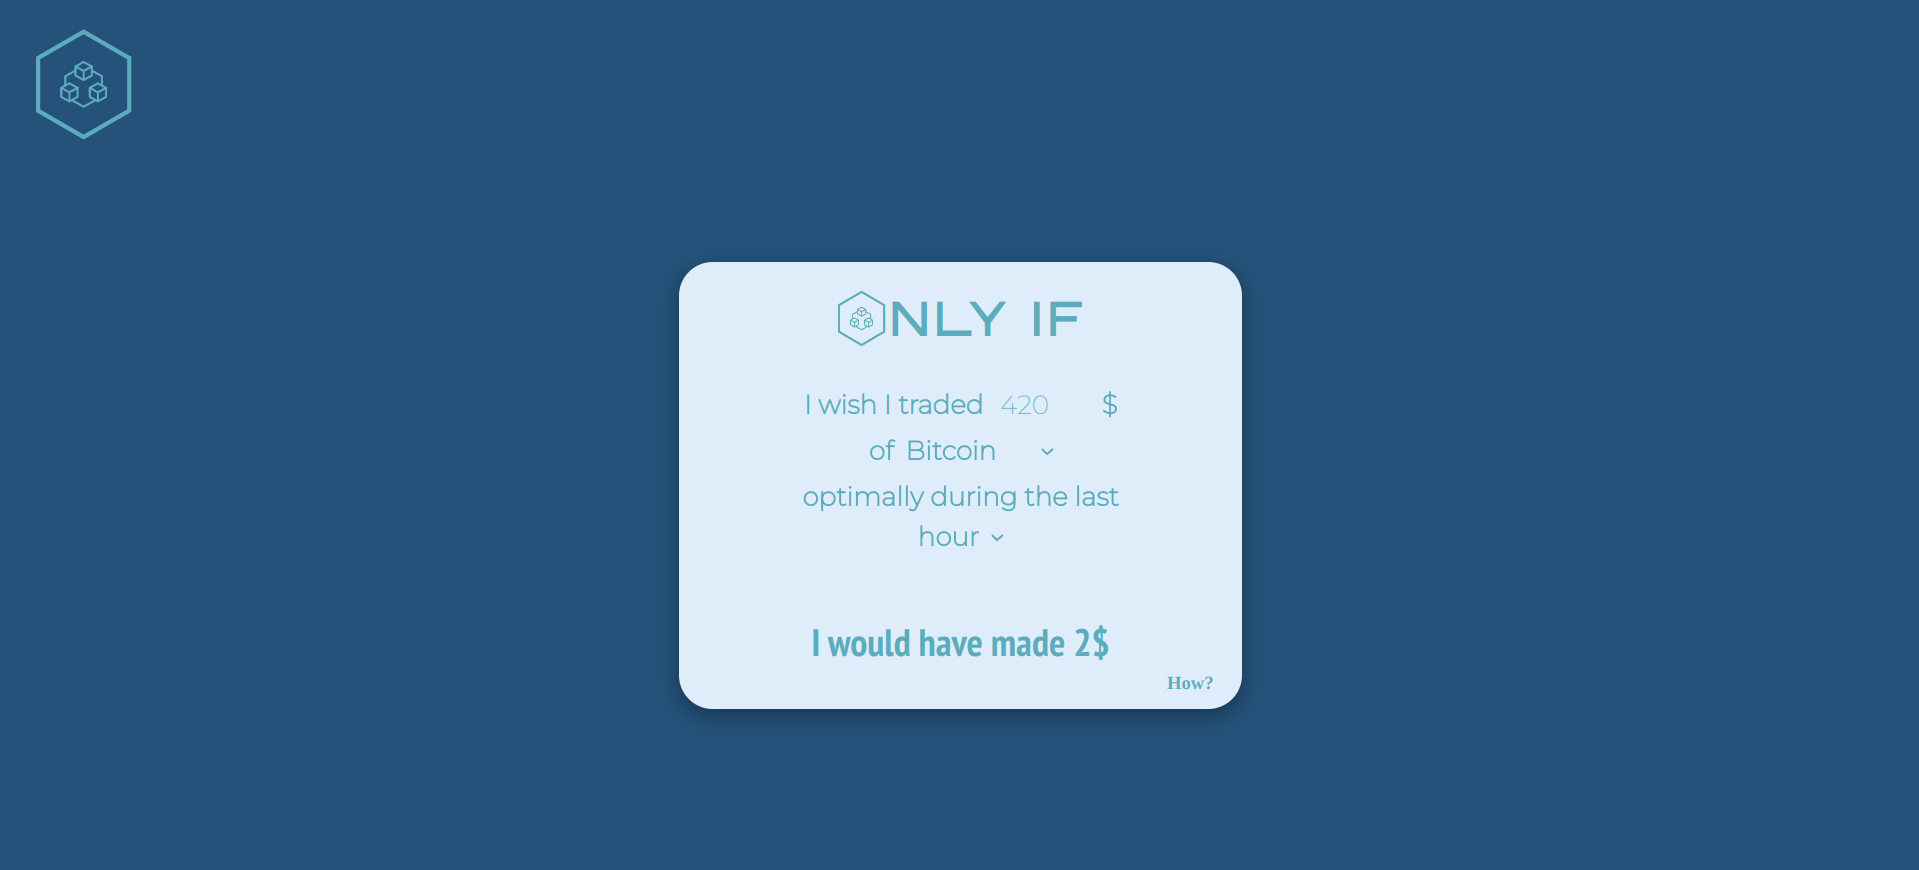 NLY IF
I wish I traded 420 $
of Bitcoin
optimally during the last
hour
I would have made 2$
How?